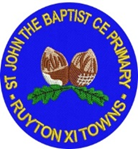 ST JOHN THE BAPTIST CE PRIMARY
• RUYTON XI TOWNS •